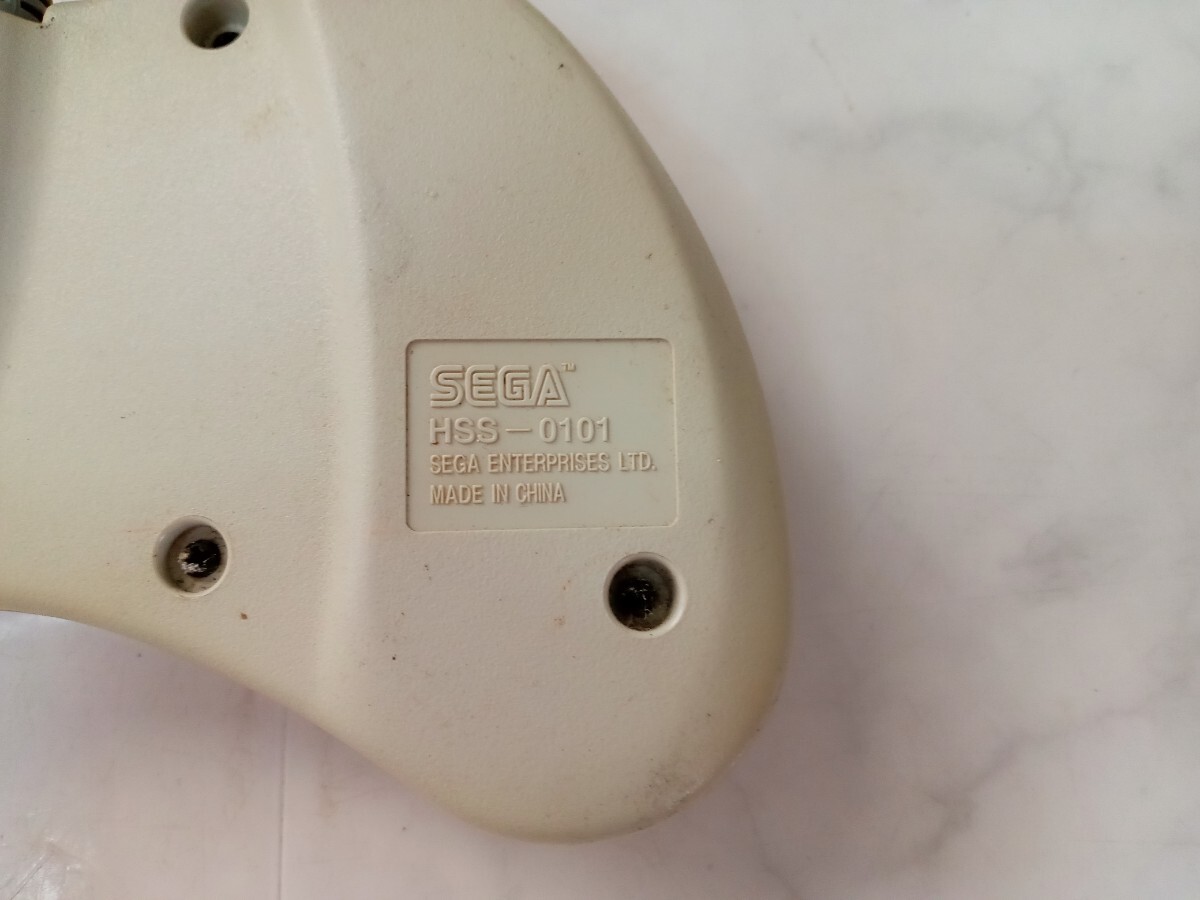 SEGA™
HSS-0101
SEGA ENTERPRISES LTD.
MADE IN CHINA